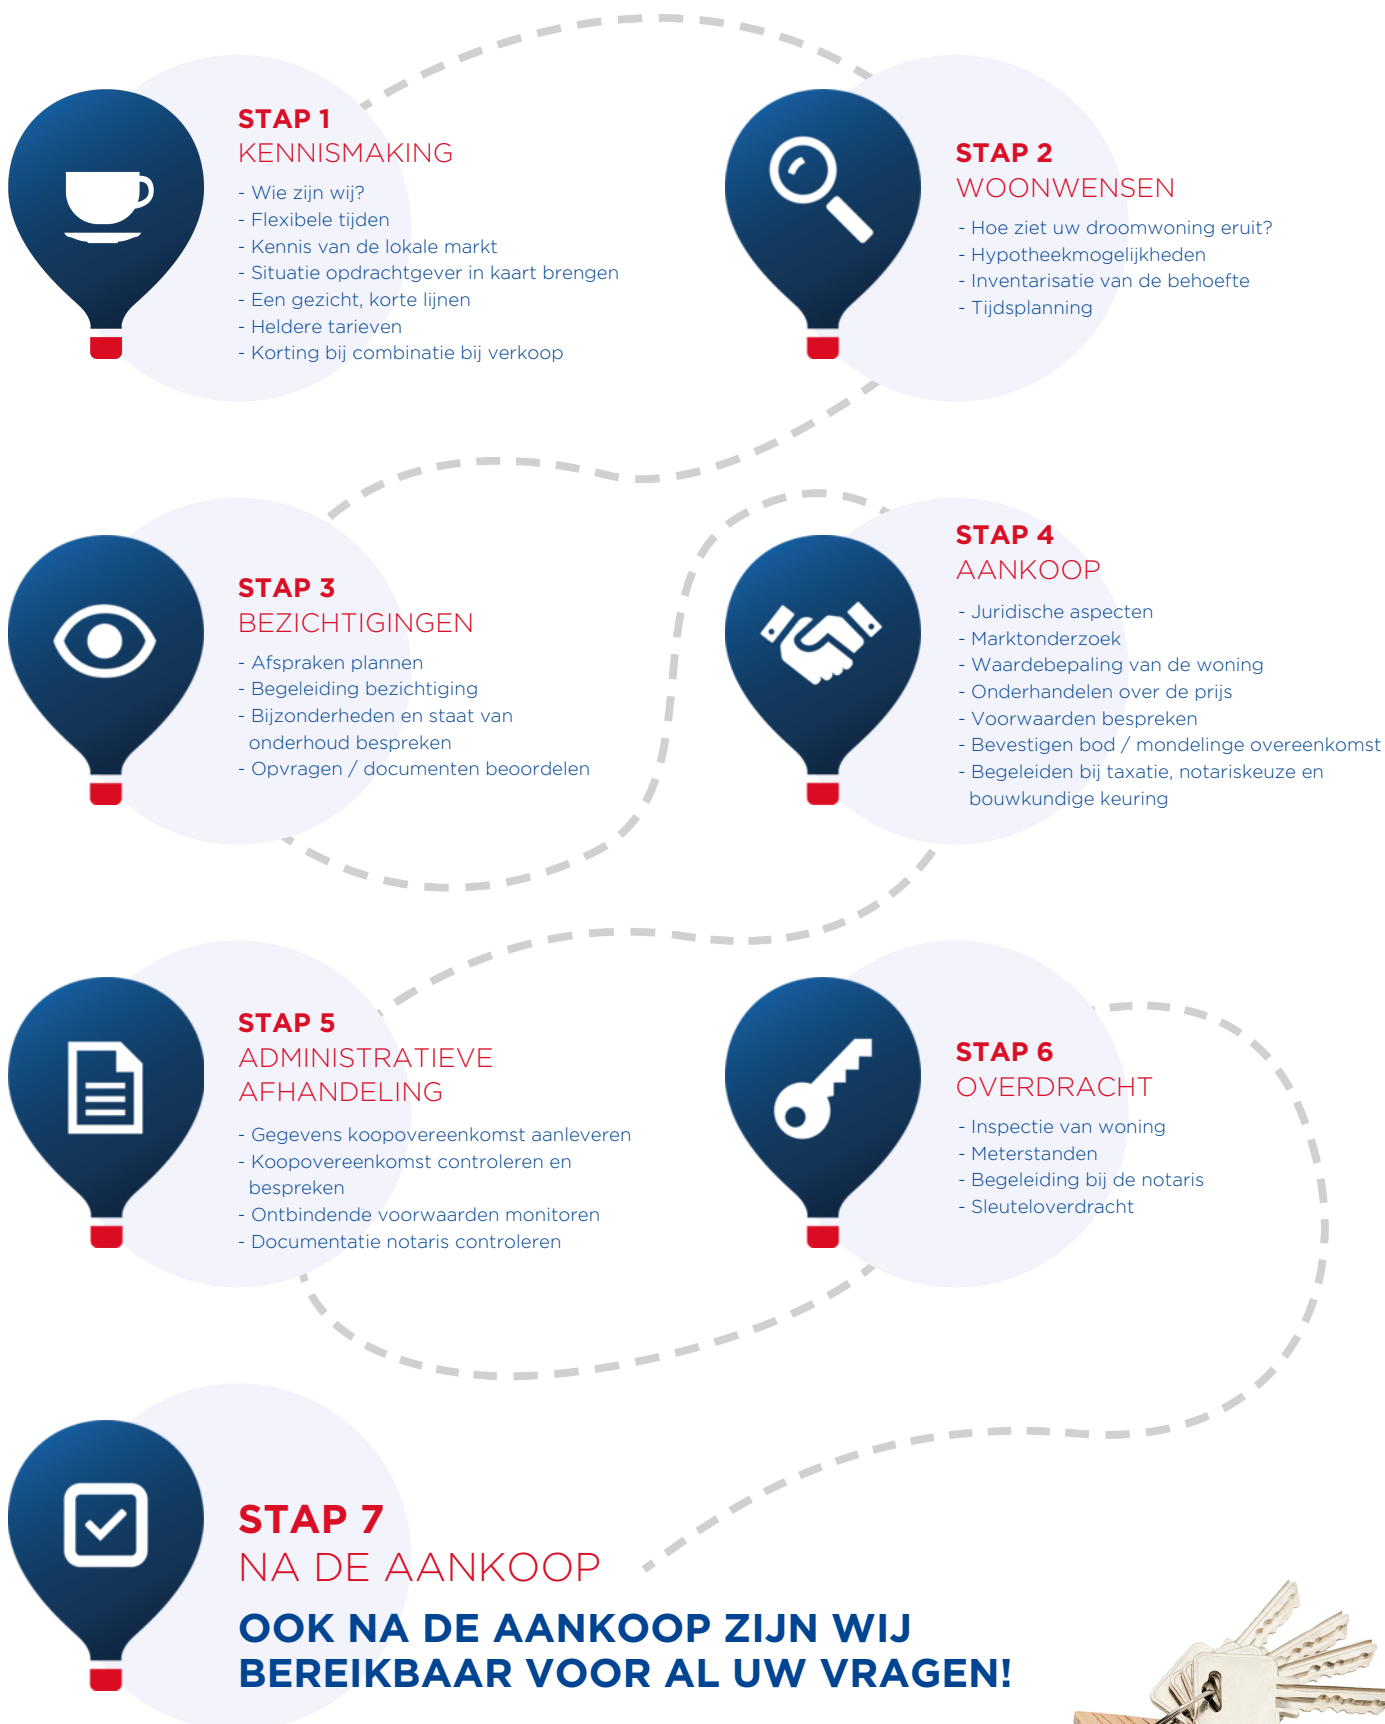 STAP 1
KENNISMAKING
- Wie zijn wij?
- Flexibele tijden
- Kennis van de lokale markt
- Situatie opdrachtgever in kaart brengen
- Een gezicht, korte lijnen
- Heldere tarieven
- Korting bij combinatie bij verkoop
STAP 2
WOONWENSEN
- Hoe ziet uw droomwoning eruit?
- Hypotheekmogelijkheden
- Inventarisatie van de behoefte
- Tijdsplanning
STAP 3
BEZICHTIGINGEN
- Afspraken plannen
- Begeleiding bezichtiging
- Bijzonderheden en staat van
onderhoud bespreken
- Opvragen / documenten beoordelen
STAP 4
AANKOOP
- Juridische aspecten
- Marktonderzoek
- Waardebepaling van de woning
- Onderhandelen over de prijs
- Voorwaarden bespreken
- Bevestigen bod / mondelinge overeenkomst
- Begeleiden bij taxatie, notariskeuze en
bouwkundige keuring
STAP 5
ADMINISTRATIEVE
AFHANDELING
- Gegevens koopovereenkomst aanleveren
- Koopovereenkomst controleren en
bespreken
- Ontbindende voorwaarden monitoren
- Documentatie notaris controleren
STAP 6
OVERDRACHT
- Inspectie van woning
- Meterstanden
- Begeleiding bij de notaris
- Sleuteloverdracht
STAP 7
NA DE AANKOOP
OOK NA DE AANKOOP ZIJN WIJ
BEREIKBAAR VOOR AL UW VRAGEN!